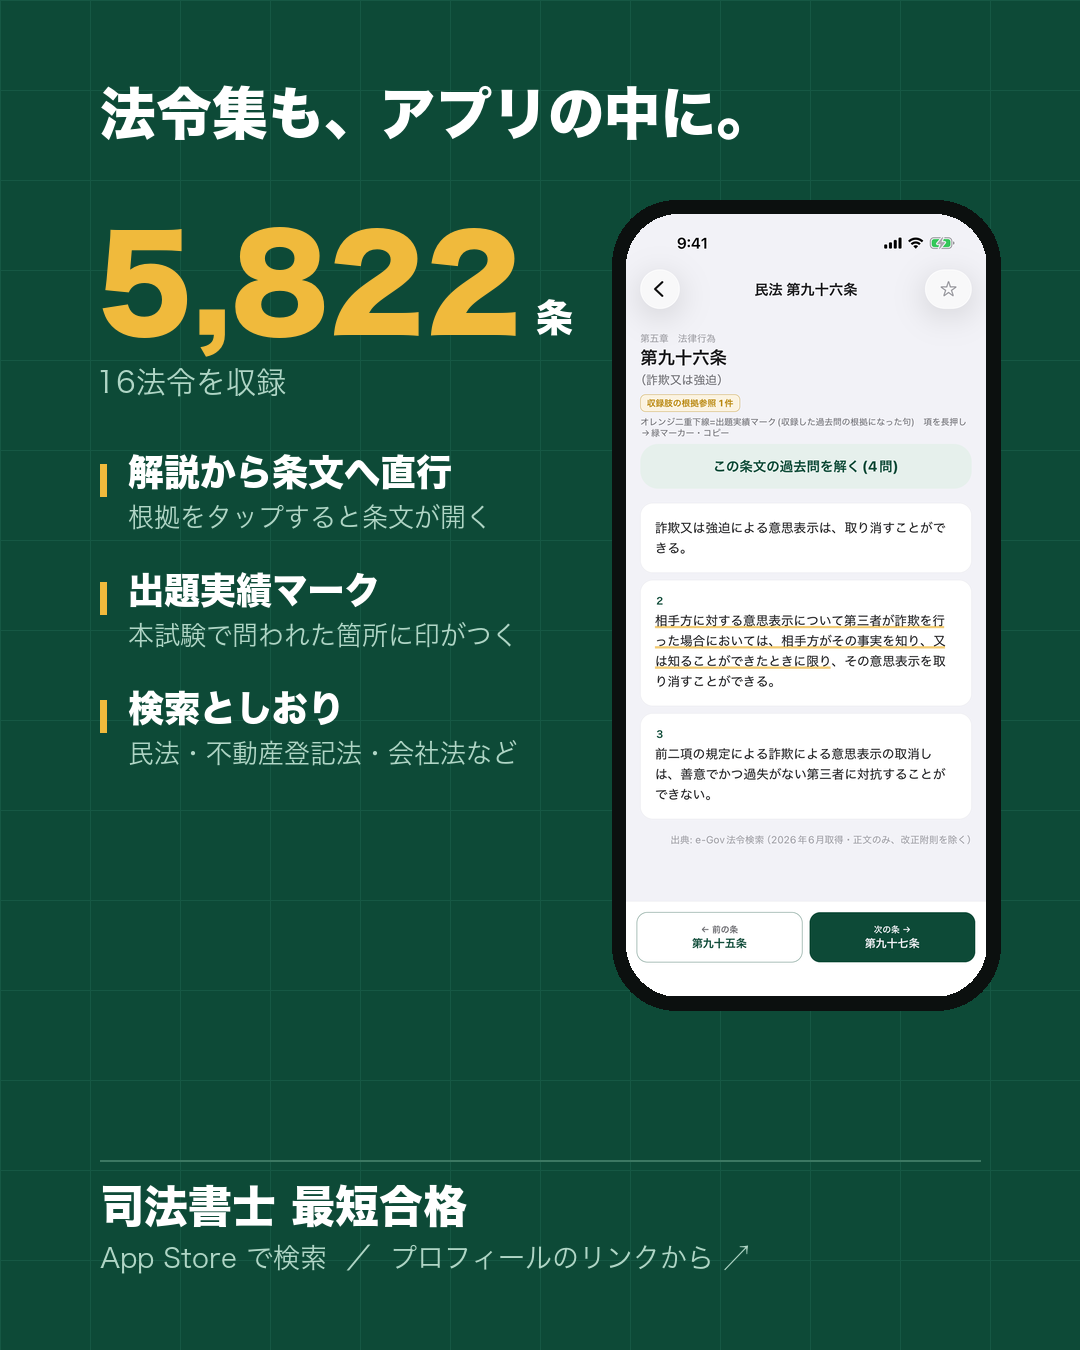 法令集も、アプリの中に。
5,822 条
16法令を収録
解説から条文へ直行
根拠をタップすると条文が開く
出題実績マーク
本試験で問われた箇所に印がつく
検索としおり
民法・不動産登記法・会社法など
9:41
民法 第九十六条
第五章 法律行為
第九十六条
（詐欺又は強迫）
収録肢の根拠参照 1件
オレンジ二重下線=出題実績マーク(収録した過去問の根拠になった句) 項を長押し
→緑マーカー・コピー
この条文の過去問を解く(4問)
詐欺又は強迫による意思表示は、取り消すことがで
きる。
2
相手方に対する意思表示について第三者が詐欺を行
った場合においては、相手方がその事実を知り、又
は知ることができたときに限り、その意思表示を取
り消すことができる。
3
前二項の規定による詐欺による意思表示の取消し
は、善意でかつ過失がない第三者に対抗することが
できない。
出典: e-Gov法令検索（2026年6月取得・正文のみ、改正附則を除く）
← 前の条
第九十五条
次の条 →
第九十七条
司法書士 最短合格
App Store で検索 ／ プロフィールのリンクから ↗